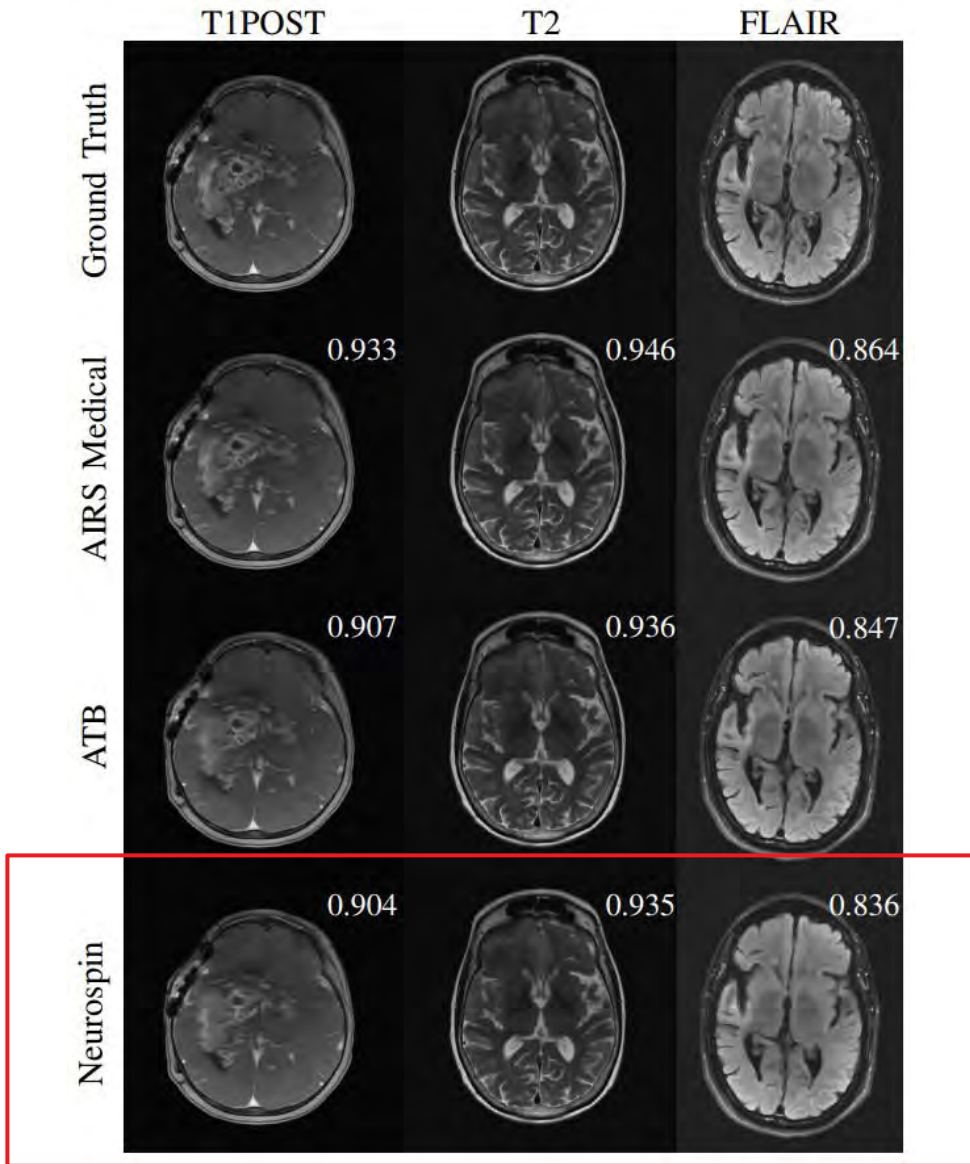 T1POST T2 FLAIR
Ground Truth
AIRS Medical 0.933 0.946 0.864
ATB 0.907 0.936 0.847
Neurospin 0.904 0.935 0.836